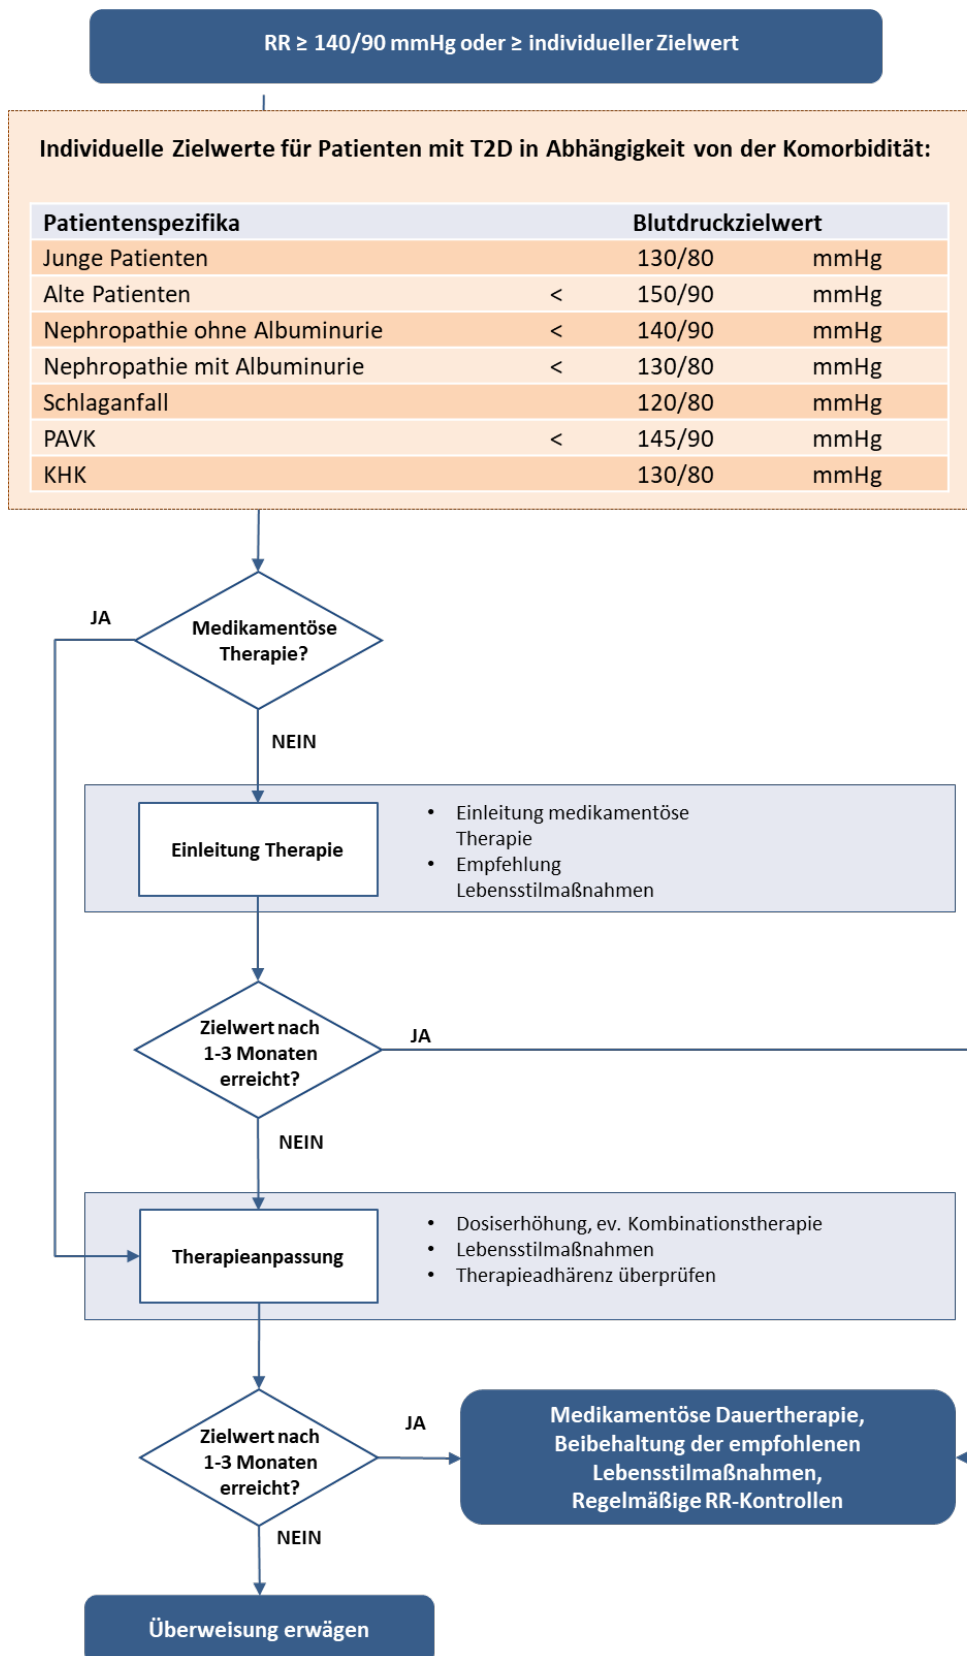 RR ≥ 140/90 mmHg oder ≥ individueller Zielwert
Individuelle Zielwerte für Patienten mit T2D in Abhängigkeit von der Komorbidität:
Patientenspezifika Blutdruckzielwert
Junge Patienten 130/80 mmHg
Alte Patienten < 150/90 mmHg
Nephropathie ohne Albuminurie < 140/90 mmHg
Nephropathie mit Albuminurie < 130/80 mmHg
Schlaganfall 120/80 mmHg
PAVK < 145/90 mmHg
KHK 130/80 mmHg
JA
Medikamentöse
Therapie?
NEIN
Einleitung Therapie
• Einleitung medikamentöse
Therapie
• Empfehlung
Lebensstilmaßnahmen
Zielwert nach
1-3 Monaten
erreicht?
JA
NEIN
Therapieanpassung
• Dosiserhöhung, ev. Kombinationstherapie
• Lebensstilmaßnahmen
• Therapieadhärenz überprüfen
Zielwert nach
1-3 Monaten
erreicht?
JA
Medikamentöse Dauertherapie,
Beibehaltung der empfohlenen
Lebensstilmaßnahmen,
Regelmäßige RR-Kontrollen
NEIN
Überweisung erwägen